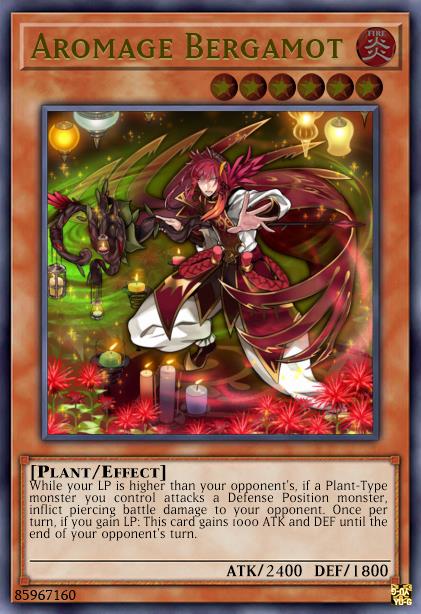 AROMAGE BERGAMOT
FIRE
炎
[PLANT/EFFECT]
While your LP is higher than your opponent's, if a Plant-Type
monster you control attacks a Defense Position monster,
inflict piercing battle damage to your opponent. Once per
turn, if you gain LP: This card gains 1000 ATK and DEF until the
end of your opponent's turn.
ATK/2400 DEF/1800
85967160